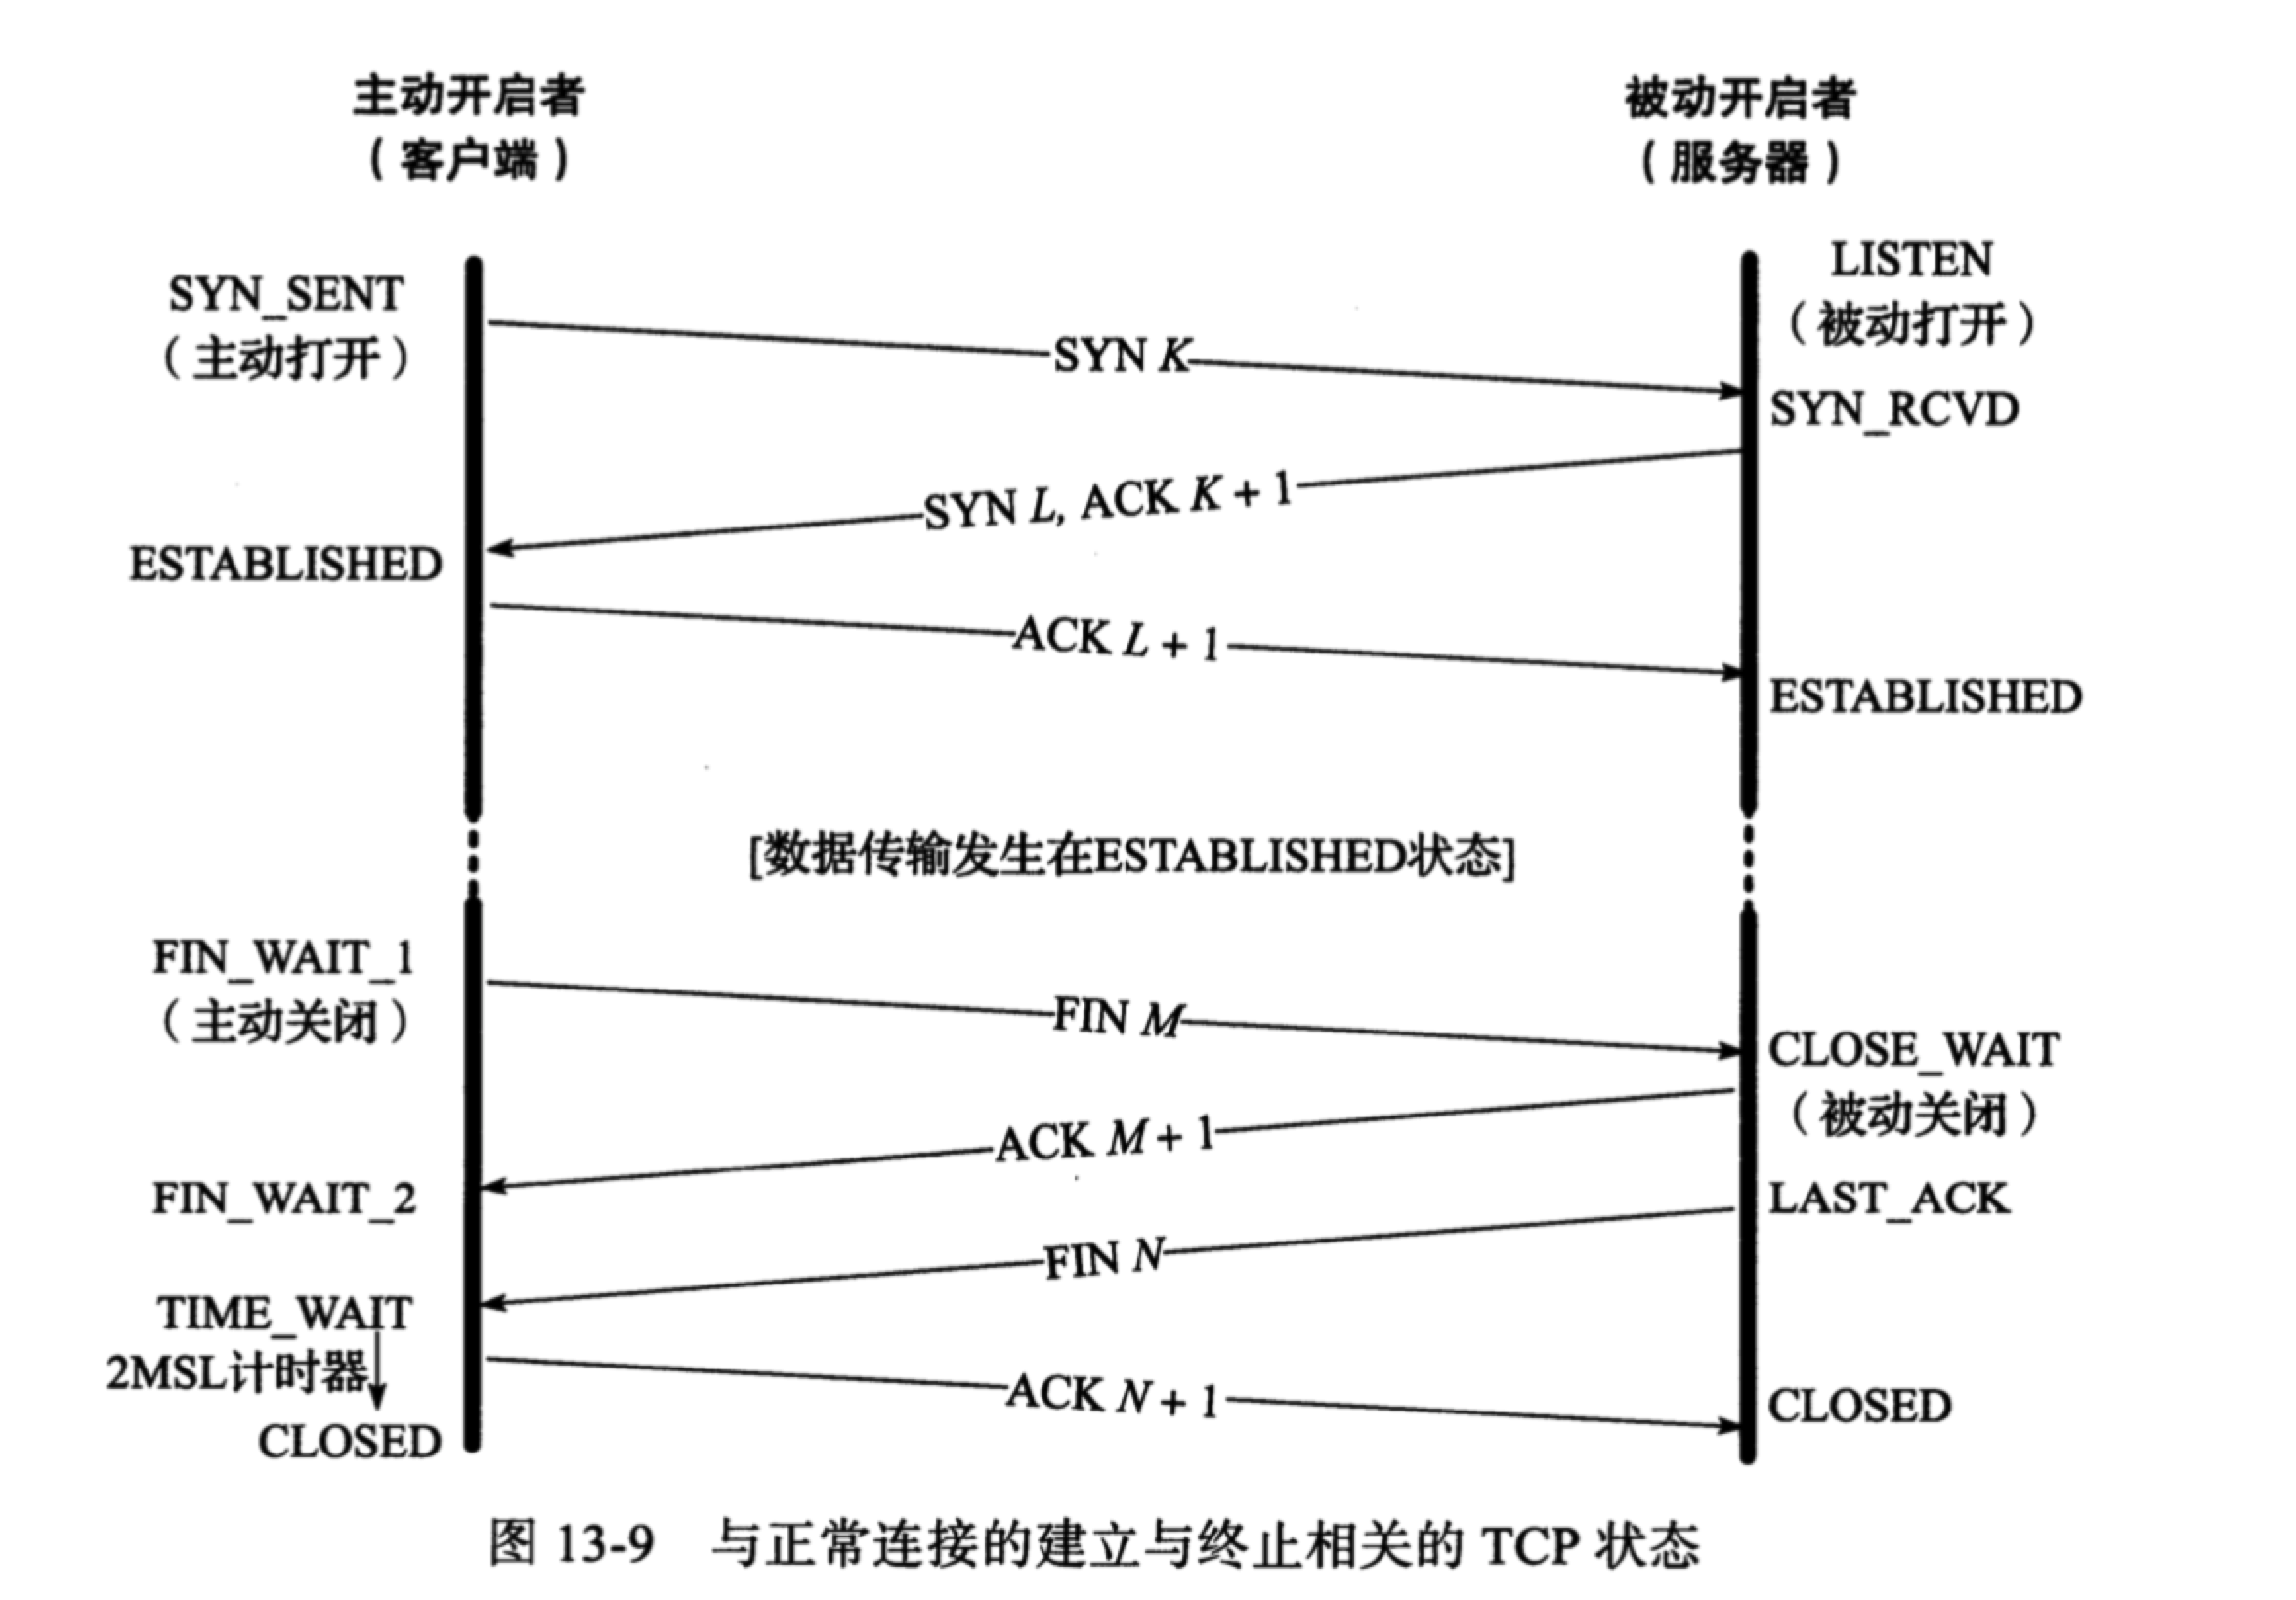 主动开启者
（客户端）
被动开启者
（服务器）
LISTEN
（被动打开）
SYN_SENT
（主动打开）
SYN K
SYN_RCVD
SYN L, ACK K + 1
ESTABLISHED
ACK L + 1
ESTABLISHED
[数据传输发生在ESTABLISHED状态]
FIN_WAIT_1
（主动关闭）
FIN M
CLOSE_WAIT
（被动关闭）
ACK M + 1
FIN_WAIT_2
LAST_ACK
FIN N
TIME_WAIT
2MSL计时器
ACK N + 1
CLOSED
CLOSED
图 13-9 与正常连接的建立与终止相关的 TCP 状态